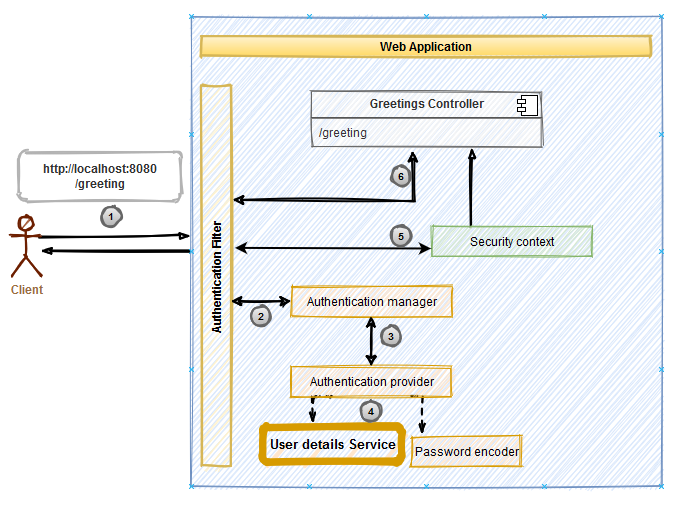 Web Application
Greetings Controller
/greeting
http://localhost:8080
/greeting
6
1
Authentication Filter
5
Security context
Client
Authentication manager
2
3
Authentication provider
4
User details Service
Password encoder